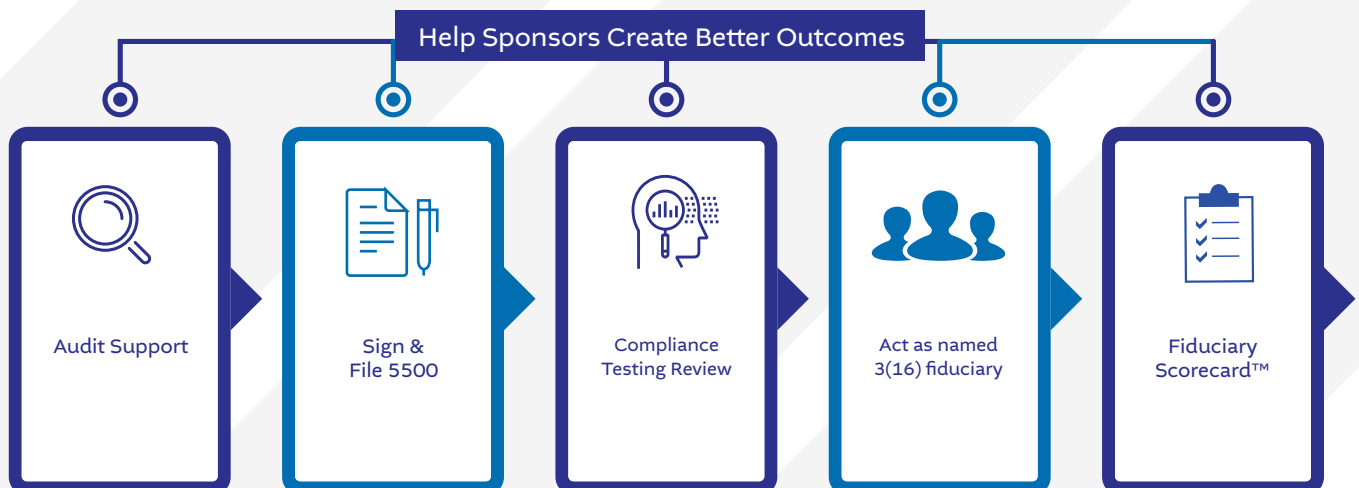 Help Sponsors Create Better Outcomes
Audit Support
Sign &
File 5500
Compliance
Testing Review
Act as named
3(16) fiduciary
Fiduciary
Scorecard™